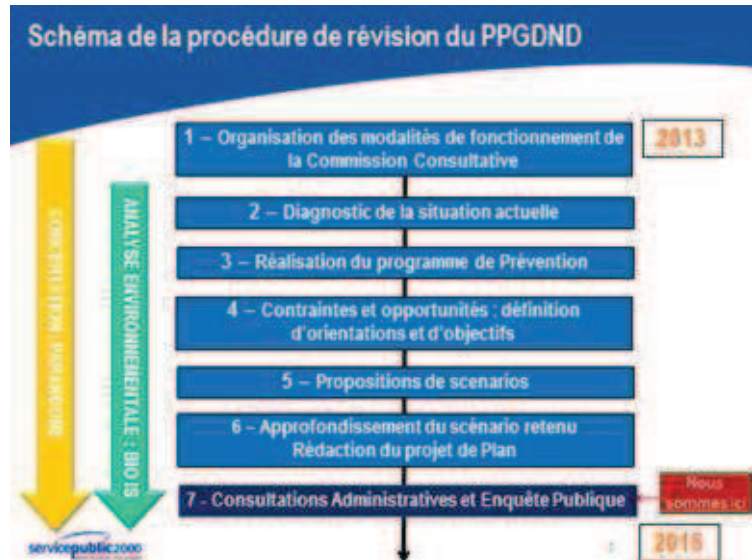 Schéma de la procédure de révision du PPGDND
1 – Organisation des modalités de fonctionnement de
la Commission Consultative
2013
2 – Diagnostic de la situation actuelle
3 – Réalisation du programme de Prévention
4 – Contraintes et opportunités : définition
d'orientations et d'objectifs
5 – Propositions de scenarios
6 – Approfondissement du scénario retenu
Rédaction du projet de Plan
7 - Consultations Administratives et Enquête Publique
Nous
sommes ici
CONCERTATION
ANALYSE ENVIRONNEMENTALE : BIO IS
servicepublic2000